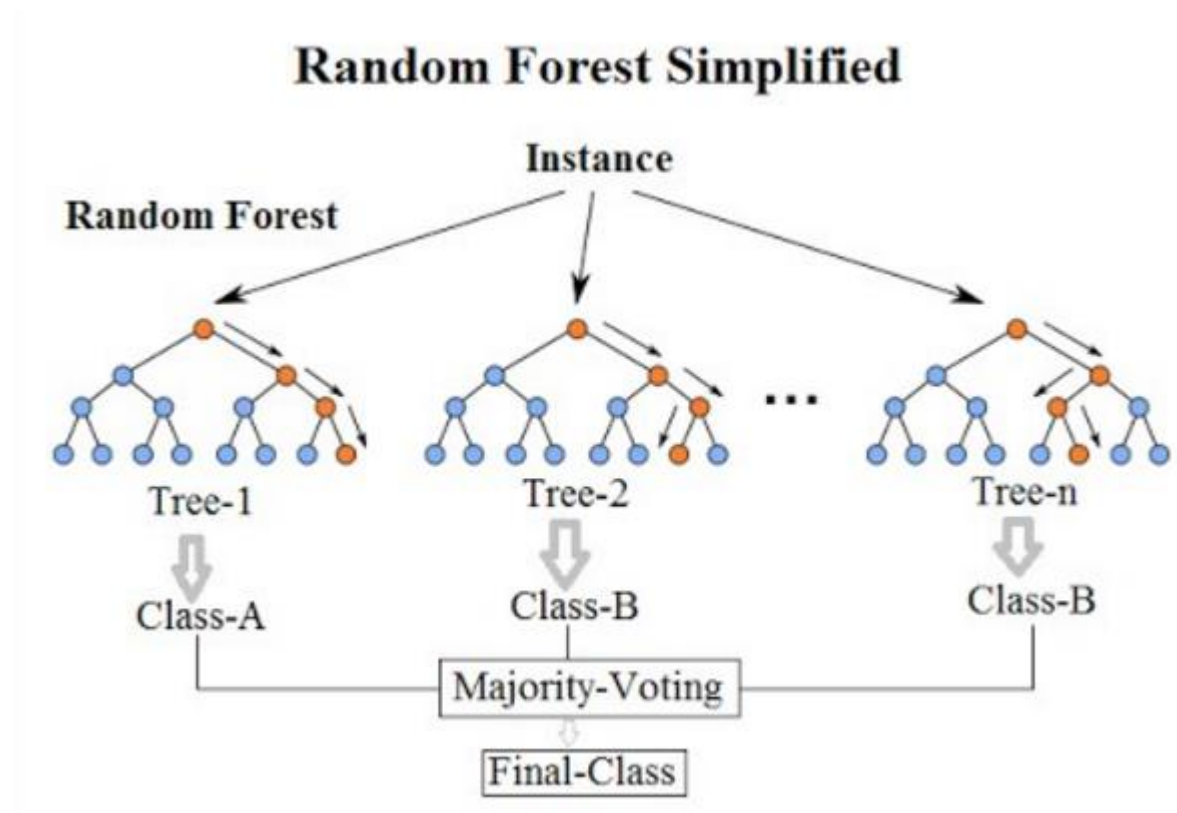 Random Forest Simplified
Instance
Random Forest
...
Tree-1
Tree-2
Tree-n
Class-A
Class-B
Class-B
Majority-Voting
Final-Class